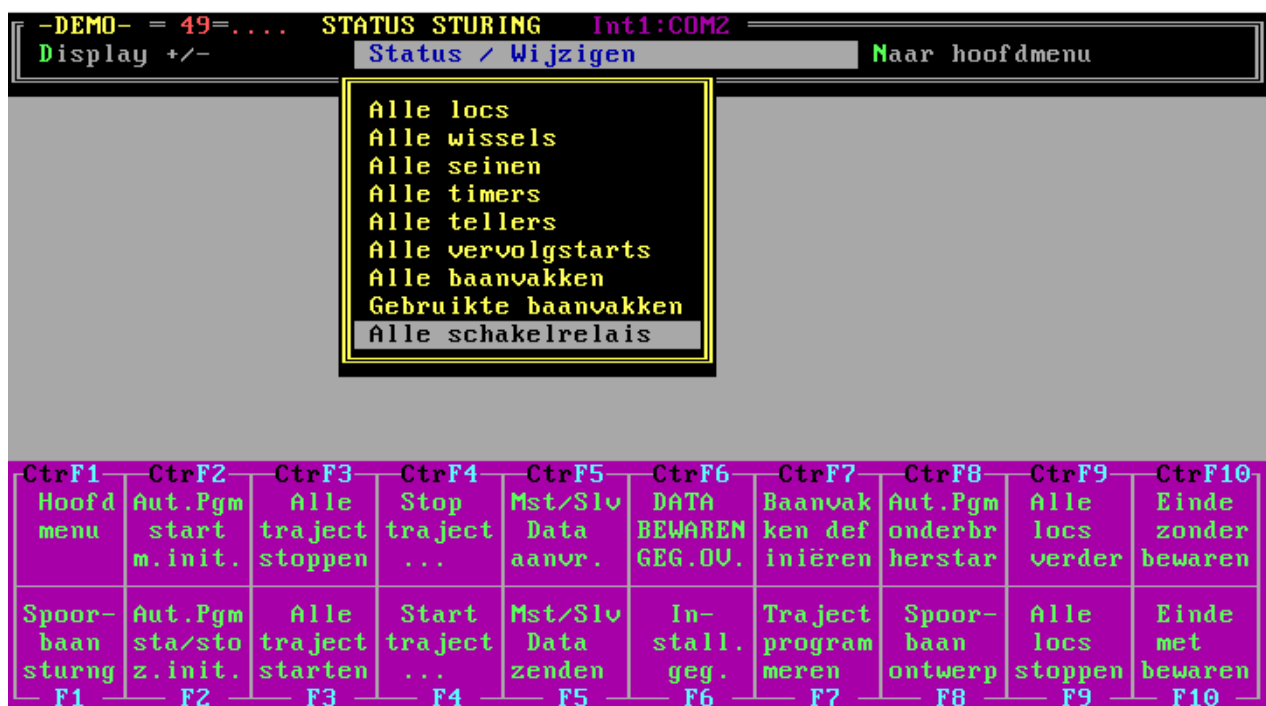 -DEMO- = 49=.... STATUS STURING Int1:COM2
Display +/- Status / Wijzigen Naar hoofdmenu
Alle locs
Alle wissels
Alle seinen
Alle timers
Alle tellers
Alle vervolgstarts
Alle baanvakken
Gebruikte baanvakken
Alle schakelrelais
CtrF1 CtrF2 CtrF3 CtrF4 CtrF5 CtrF6 CtrF7 CtrF8 CtrF9 CtrF10
Hoofd Aut.Pgm Alle Stop Mst/Slv DATA Baanvak Aut.Pgm Alle Einde
menu start traject traject Data BEWAREN ken def onderbr locs zonder
m.init. stoppen ... aanvr. GEG.OV. iniëren herstar verder bewaren
Spoor- Aut.Pgm Alle Start Mst/Slv In- Traject Spoor- Alle Einde
baan sta/sto traject traject Data stall. program baan locs met
sturng z.init. starten ... zenden geg. meren ontwerp stoppen bewaren
F1 F2 F3 F4 F5 F6 F7 F8 F9 F10